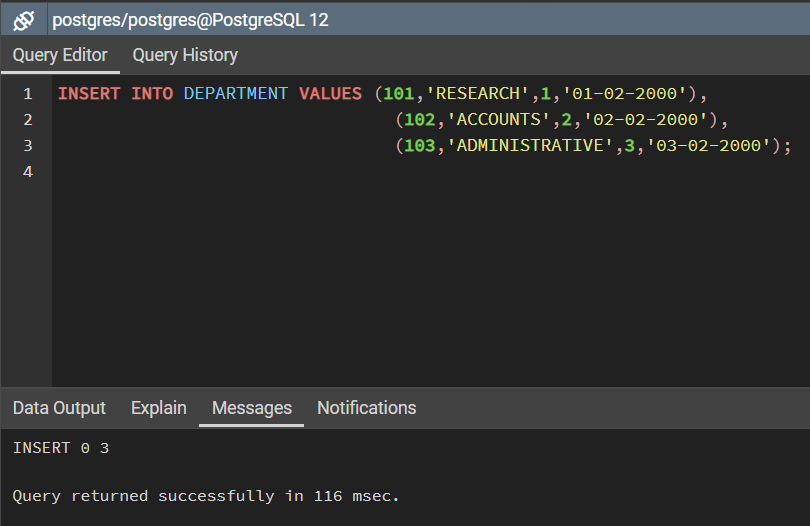 postgres/postgres@PostgreSQL 12
Query Editor Query History
1 INSERT INTO DEPARTMENT VALUES (101,'RESEARCH',1,'01-02-2000'),
2 (102,'ACCOUNTS',2,'02-02-2000'),
3 (103,'ADMINISTRATIVE',3,'03-02-2000');
4
Data Output Explain Messages Notifications
INSERT 0 3
Query returned successfully in 116 msec.